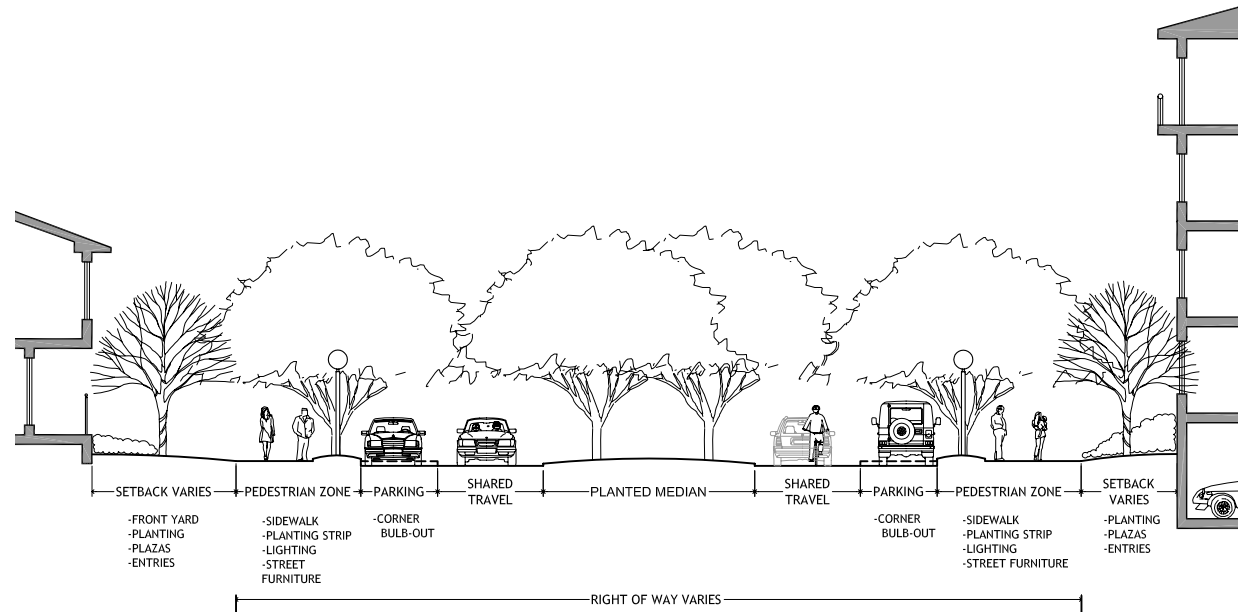 SETBACK VARIES
-FRONT YARD
-PLANTING
-PLAZAS
-ENTRIES
PEDESTRIAN ZONE
-SIDEWALK
-PLANTING STRIP
-LIGHTING
-STREET
FURNITURE
PARKING
-CORNER
BULB-OUT
SHARED
TRAVEL
PLANTED MEDIAN
SHARED
TRAVEL
PARKING
-CORNER
BULB-OUT
PEDESTRIAN ZONE
-SIDEWALK
-PLANTING STRIP
-LIGHTING
-STREET FURNITURE
SETBACK
VARIES
-PLANTING
-PLAZAS
-ENTRIES
RIGHT OF WAY VARIES